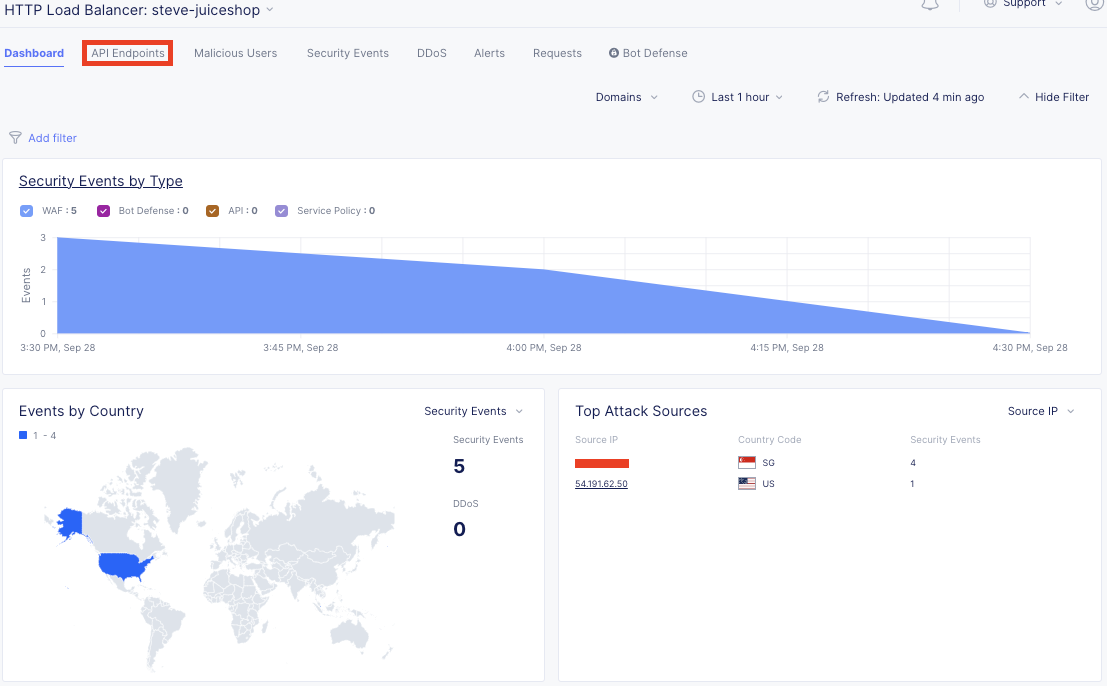 HTTP Load Balancer: steve-juiceshop
Support
Dashboard API Endpoints Malicious Users Security Events DDoS Alerts Requests Bot Defense
Domains Last 1 hour Refresh: Updated 4 min ago Hide Filter
Add filter
Security Events by Type
WAF : 5 Bot Defense : 0 API : 0 Service Policy : 0
Events
3
2
1
0
3:30 PM, Sep 28 3:45 PM, Sep 28 4:00 PM, Sep 28 4:15 PM, Sep 28 4:30 PM, Sep 28
Events by Country Security Events
1 - 4
Security Events
5
DDoS
0
Top Attack Sources Source IP
Source IP Country Code Security Events
SG 4
54.191.62.50 US 1